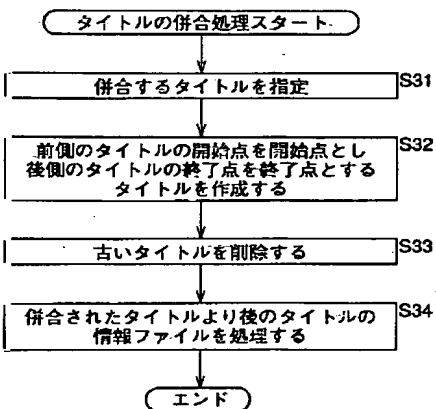 タイトルの併合処理スタート
併合するタイトルを指定
S31
前側のタイトルの開始点を開始点とし
後側のタイトルの終了点を終了点とする
タイトルを作成する
S32
古いタイトルを削除する
S33
併合されたタイトルより後のタイトルの
情報ファイルを処理する
S34
エンド